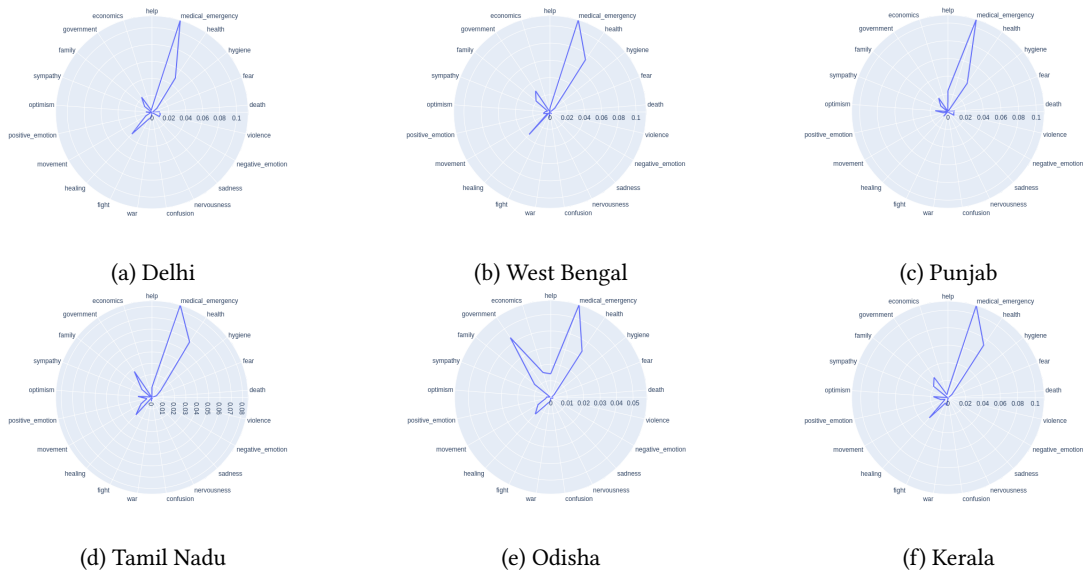 help
economics medical_emergency
government health
family hygiene
sympathy fear
optimism death
0 0.02 0.04 0.06 0.08 0.1
positive_emotion violence
movement negative_emotion
healing sadness
fight nervousness
war confusion
(a) Delhi
help
economics medical_emergency
government health
family hygiene
sympathy fear
optimism death
0 0.02 0.04 0.06 0.08 0.1
positive_emotion violence
movement negative_emotion
healing sadness
fight nervousness
war confusion
(b) West Bengal
help
economics medical_emergency
government health
family hygiene
sympathy fear
optimism death
0 0.02 0.04 0.06 0.08 0.1
positive_emotion violence
movement negative_emotion
healing sadness
fight nervousness
war confusion
(c) Punjab
help
economics medical_emergency
government health
family hygiene
sympathy fear
optimism death
0 0.01 0.02 0.03 0.04 0.05 0.06 0.07 0.08
positive_emotion violence
movement negative_emotion
healing sadness
fight nervousness
war confusion
(d) Tamil Nadu
help
economics medical_emergency
government health
family hygiene
sympathy fear
optimism death
0 0.01 0.02 0.03 0.04 0.05
positive_emotion violence
movement negative_emotion
healing sadness
fight nervousness
war confusion
(e) Odisha
help
economics medical_emergency
government health
family hygiene
sympathy fear
optimism death
0 0.02 0.04 0.06 0.08 0.1
positive_emotion violence
movement negative_emotion
healing sadness
fight nervousness
war confusion
(f) Kerala